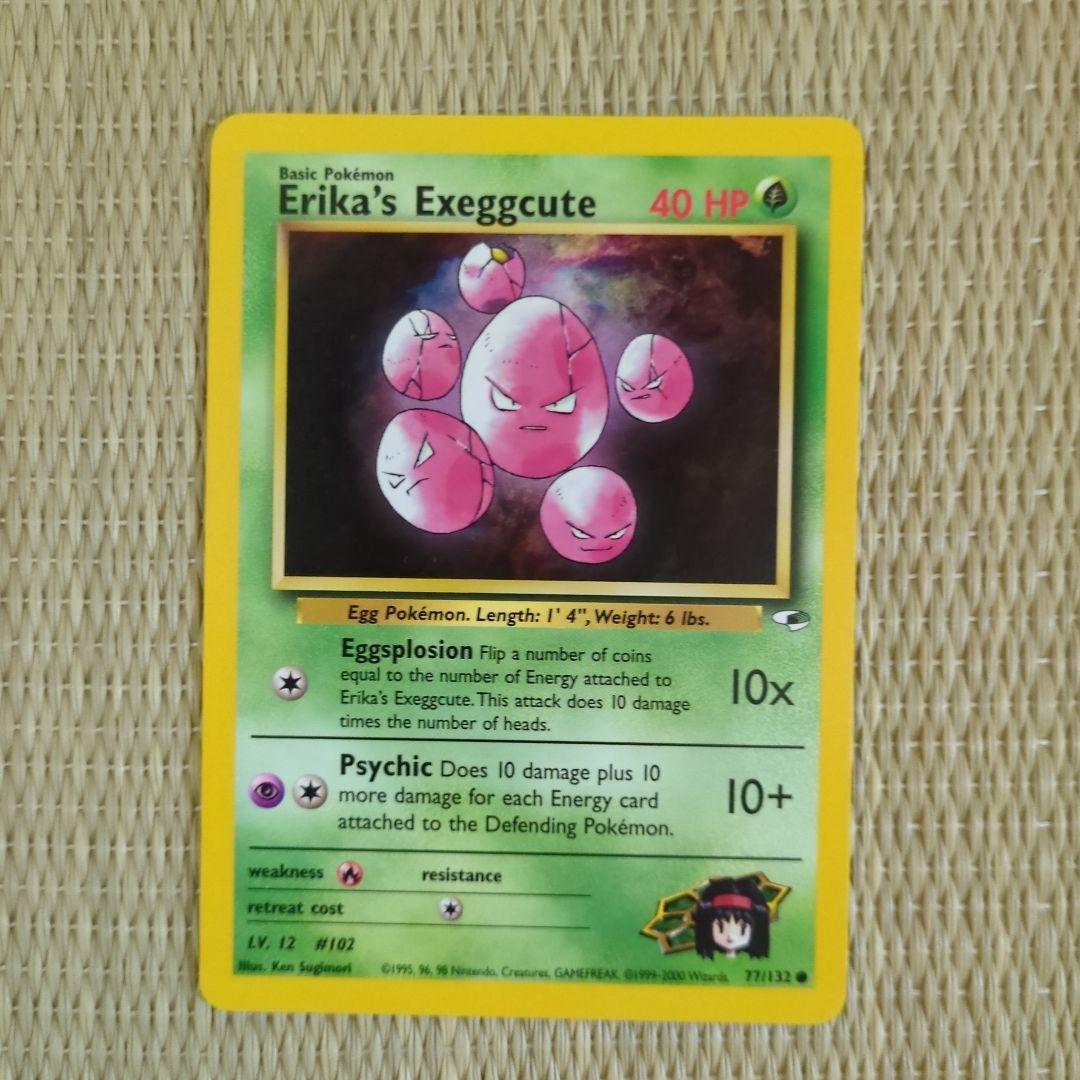 Basic Pokémon
Erika's Exeggcute 40 HP
Egg Pokémon. Length: 1' 4", Weight: 6 lbs.
Eggsplosion Flip a number of coins
equal to the number of Energy attached to
Erika's Exeggcute. This attack does 10 damage
times the number of heads.
10x
Psychic Does 10 damage plus 10
more damage for each Energy card
attached to the Defending Pokémon.
10+
weakness resistance
retreat cost
LV. 12 #102
Illus. Ken Sugimori ©1995, 96, 98 Nintendo, Creatures, GAMEFREAK. ©1999-2000 Wizards. 77/132